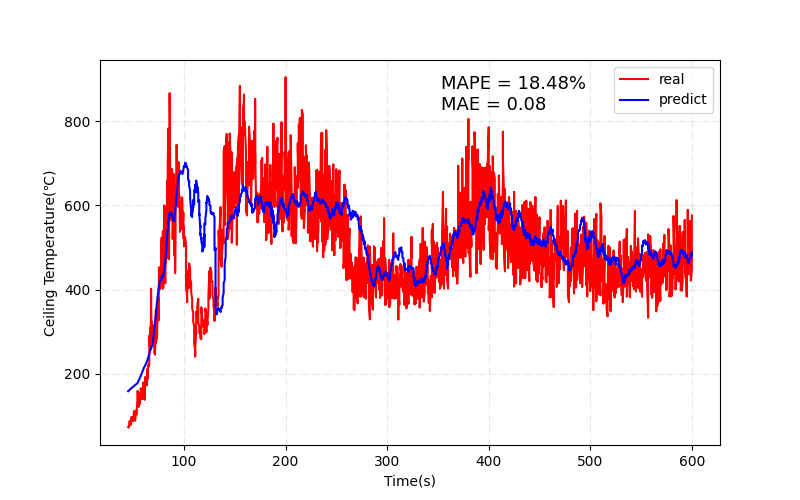 MAPE = 18.48%
MAE = 0.08
real
predict
Ceiling Temperature(℃)
800
600
400
200
100
200
300
400
500
600
Time(s)